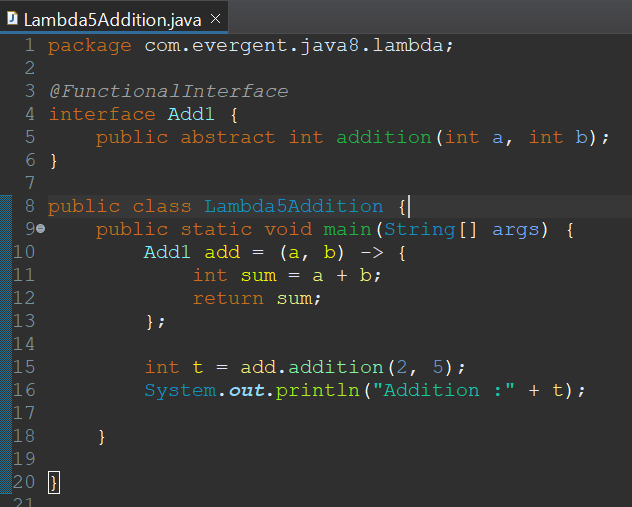 Lambda5Addition.java
1 package com.evergent.java8.lambda;
2
3 @FunctionalInterface
4 interface Add1 {
5     public abstract int addition(int a, int b);
6 }
7
8 public class Lambda5Addition {
9     public static void main(String[] args) {
10         Add1 add = (a, b) -> {
11             int sum = a + b;
12             return sum;
13         };
14
15         int t = add.addition(2, 5);
16         System.out.println("Addition :" + t);
17
18     }
19
20 }
21